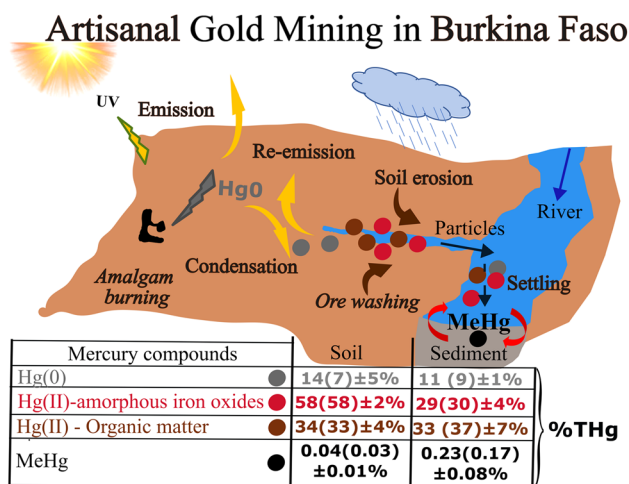 Artisanal Gold Mining in Burkina Faso
UV
Emission
Re-emission
Hg0
Soil erosion
River
Particles
Condensation
Amalgam
burning
Ore washing
Settling
MeHg
Mercury compounds Soil Sediment
Hg(0) 14(7)±5% 11 (9)±1%
Hg(II)-amorphous iron oxides 58(58)±2% 29(30)±4%
Hg(II) - Organic matter 34(33)±4% 33 (37)±7%
MeHg 0.04(0.03) 0.23(0.17)
±0.01% ±0.08%
%THg